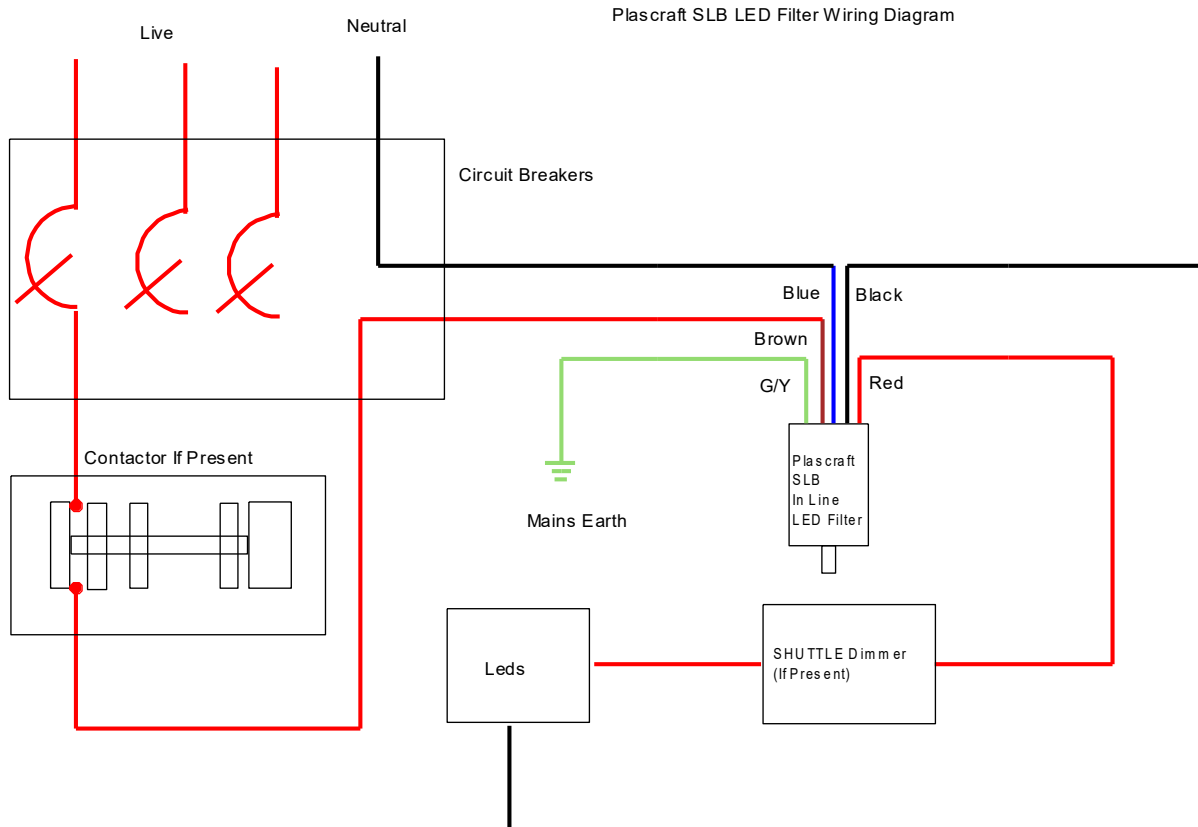 Plascraft SLB LED Filter Wiring Diagram
Live
Neutral
Circuit Breakers
Blue
Black
Brown
G/Y
Red
Contactor If Present
Plascraft
SLB
In Line
LED Filter
Mains Earth
Leds
SHUTTLE Dimmer
(If Present)